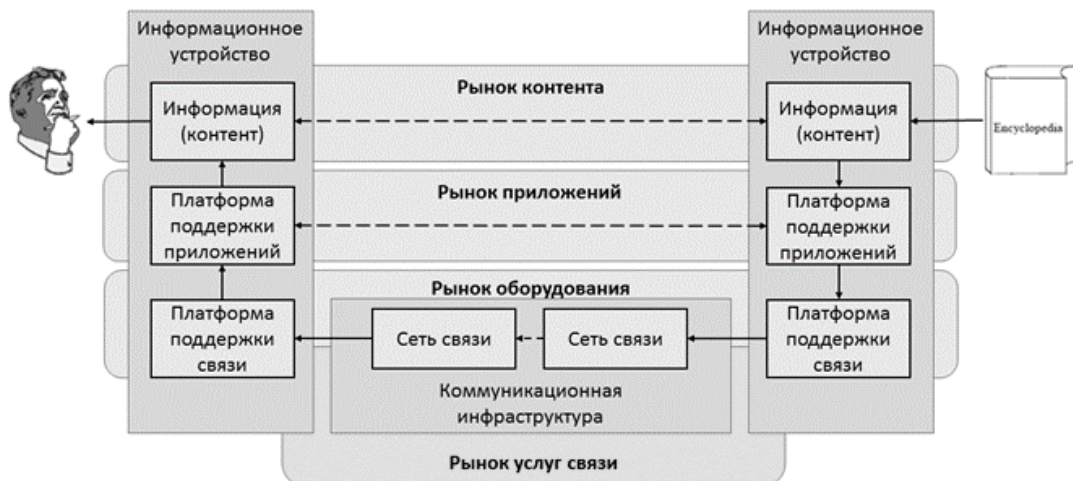 Информационное
устройство
Информационное
устройство
Рынок контента
Информация
(контент)
Информация
(контент)
Encyclopedia
Рынок приложений
Платформа
поддержки
приложений
Платформа
поддержки
приложений
Рынок оборудования
Платформа
поддержки
связи
Сеть связи
Сеть связи
Платформа
поддержки
связи
Коммуникационная
инфраструктура
Рынок услуг связи